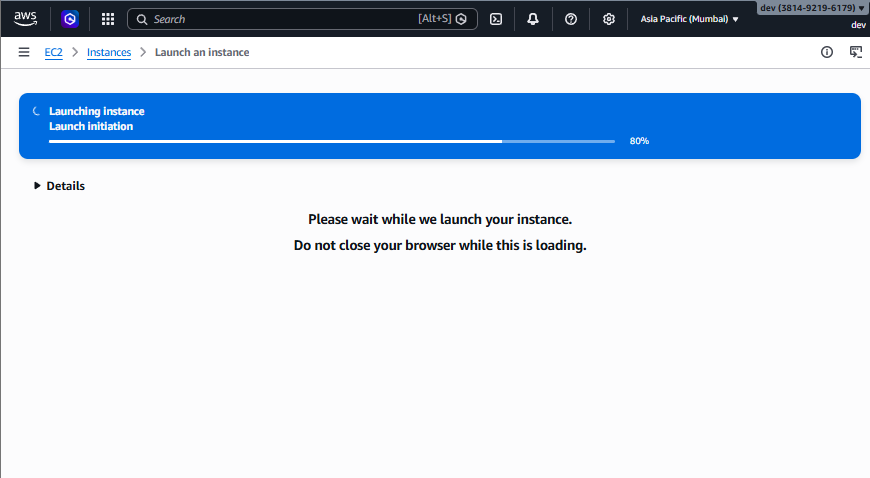 aws
Search
[Alt+S]
Asia Pacific (Mumbai) ▼
dev (3814-9219-6179) ▼
dev
EC2 > Instances > Launch an instance
Launching instance
Launch initiation
80%
Details
Please wait while we launch your instance.
Do not close your browser while this is loading.